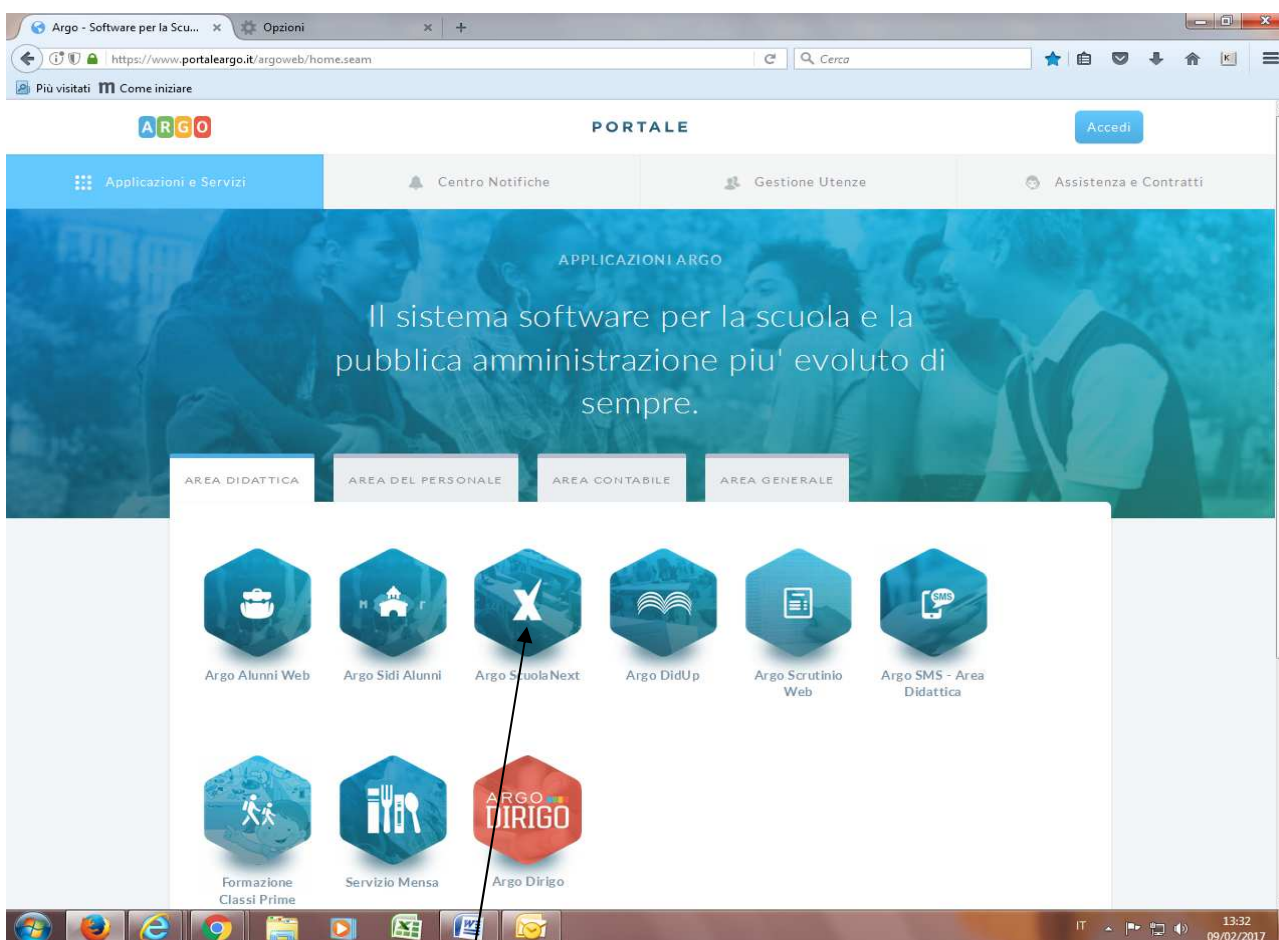 Argo - Software per la Scu...
Opzioni
https://www.portaleargo.it/argoweb/home.seam
Cerca
Più visitati
Come iniziare
ARGO
PORTALE
Accedi
Applicazioni e Servizi
Centro Notifiche
Gestione Utenze
Assistenza e Contratti
APPLICAZIONI ARGO
Il sistema software per la scuola e la
pubblica amministrazione piu' evoluto di
sempre.
AREA DIDATTICA
AREA DEL PERSONALE
AREA CONTABILE
AREA GENERALE
SMS
Argo Alunni Web
Argo Sidi Alunni
Argo ScuolaNext
Argo DidUp
Argo Scrutinio
Web
Argo SMS - Area
Didattica
ARGO
DIRIGO
Formazione
Classi Prime
Servizio Mensa
Argo Dirigo
IT
13:32
09/02/2017